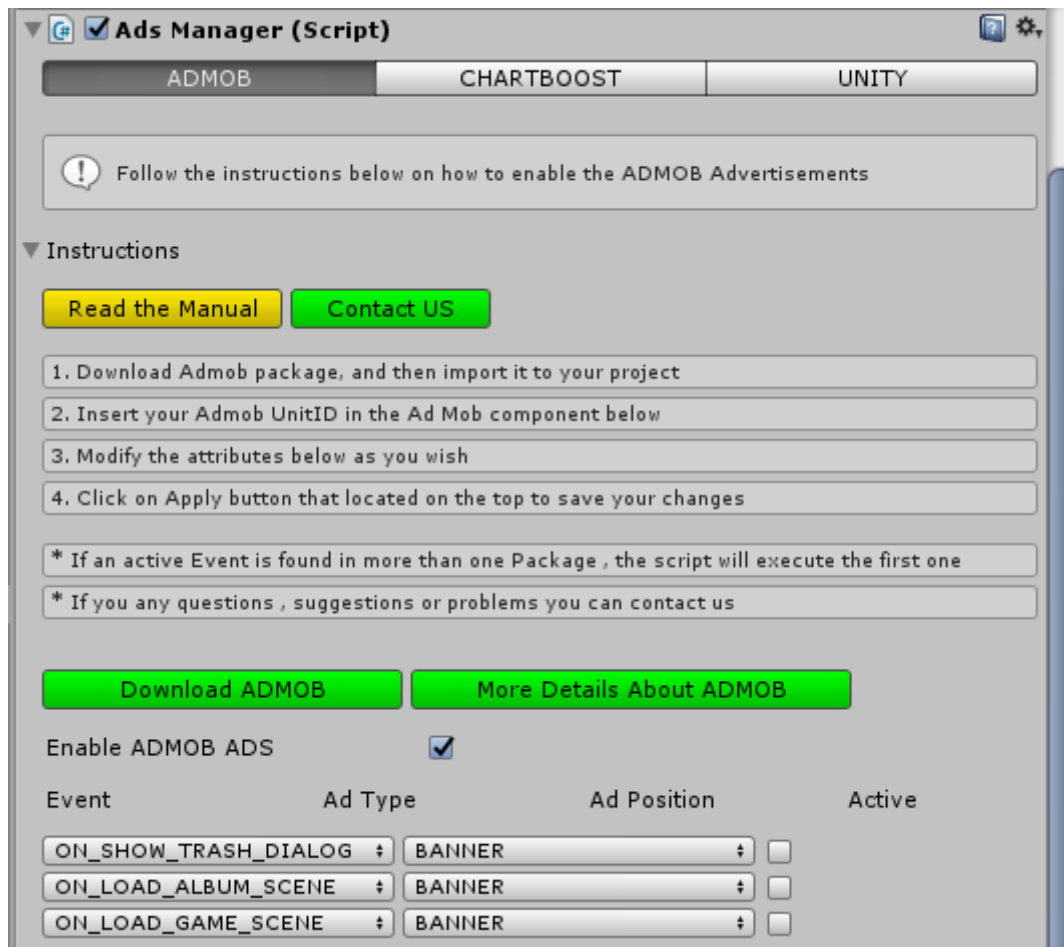 Ads Manager (Script)
ADMOB CHARTBOOST UNITY
Follow the instructions below on how to enable the ADMOB Advertisements
Instructions
Read the Manual Contact US
1. Download Admob package, and then import it to your project
2. Insert your Admob UnitID in the Ad Mob component below
3. Modify the attributes below as you wish
4. Click on Apply button that located on the top to save your changes
* If an active Event is found in more than one Package , the script will execute the first one
* If you any questions , suggestions or problems you can contact us
Download ADMOB More Details About ADMOB
Enable ADMOB ADS
Event Ad Type Ad Position Active
ON_SHOW_TRASH_DIALOG BANNER
ON_LOAD_ALBUM_SCENE BANNER
ON_LOAD_GAME_SCENE BANNER